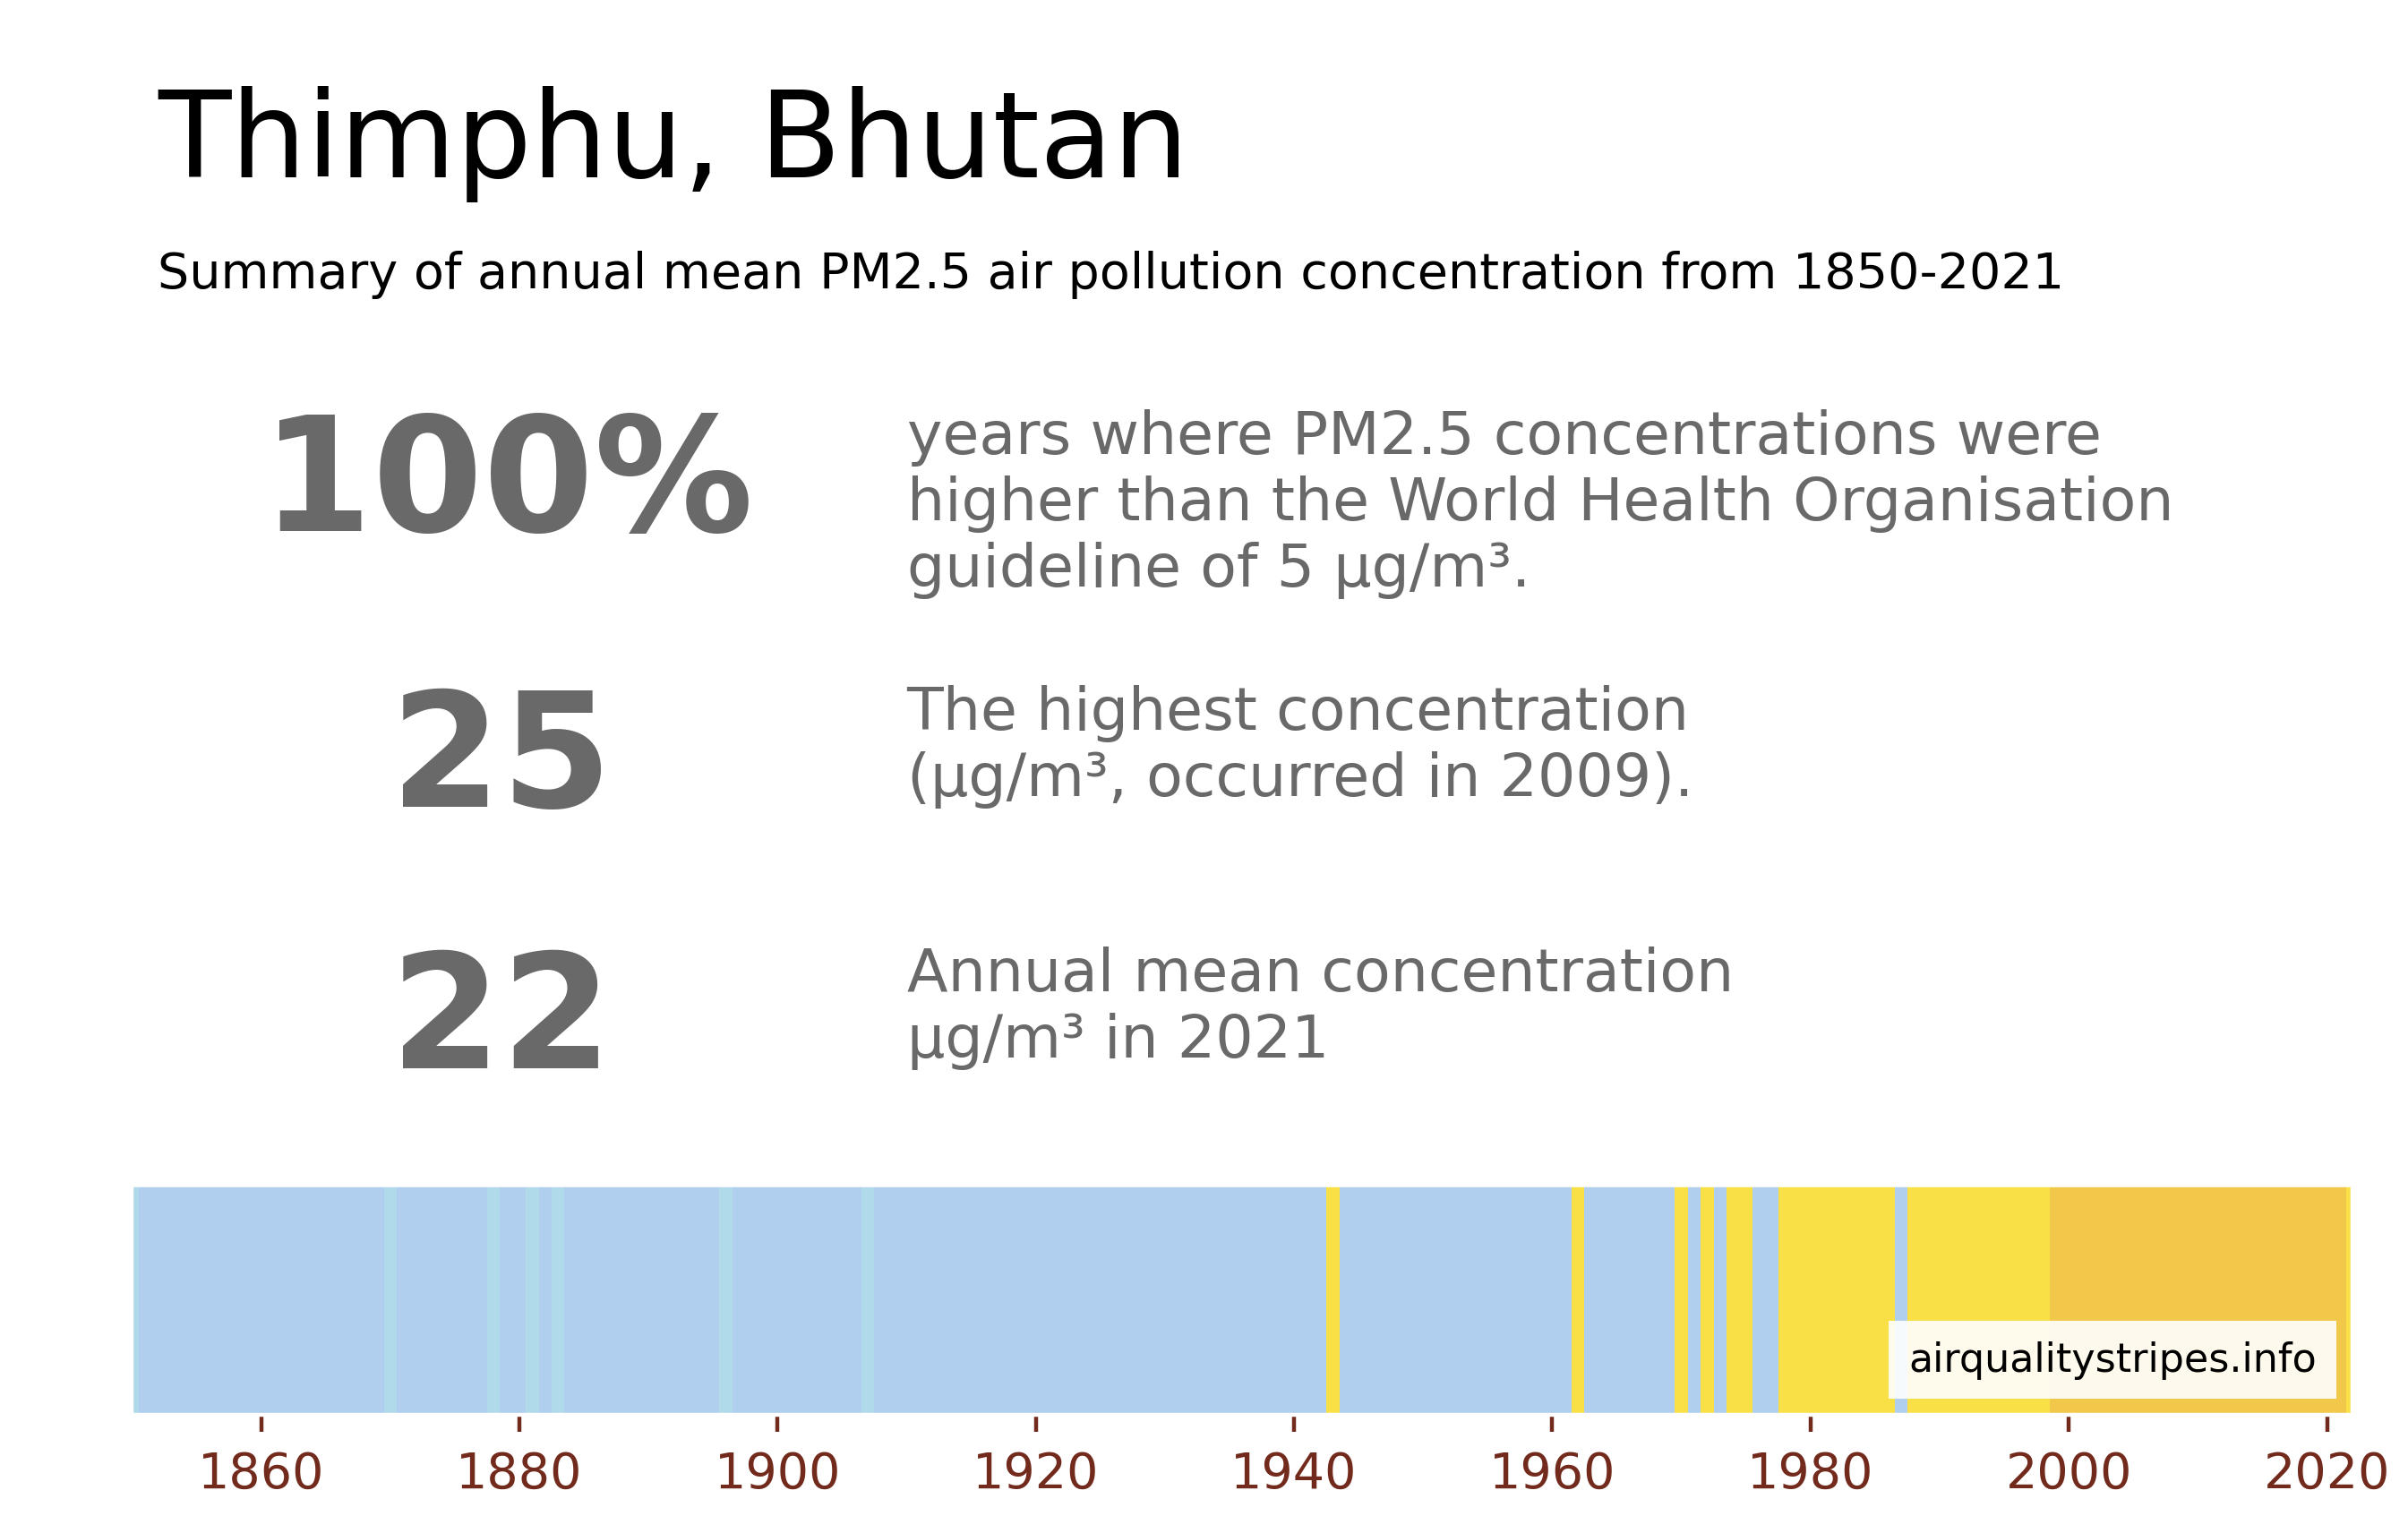 Thimphu, Bhutan
Summary of annual mean PM2.5 air pollution concentration from 1850-2021
100%
years where PM2.5 concentrations were
higher than the World Health Organisation
guideline of 5 µg/m³.
25
The highest concentration
(µg/m³, occurred in 2009).
22
Annual mean concentration
µg/m³ in 2021
airqualitystripes.info
1860 1880 1900 1920 1940 1960 1980 2000 2020